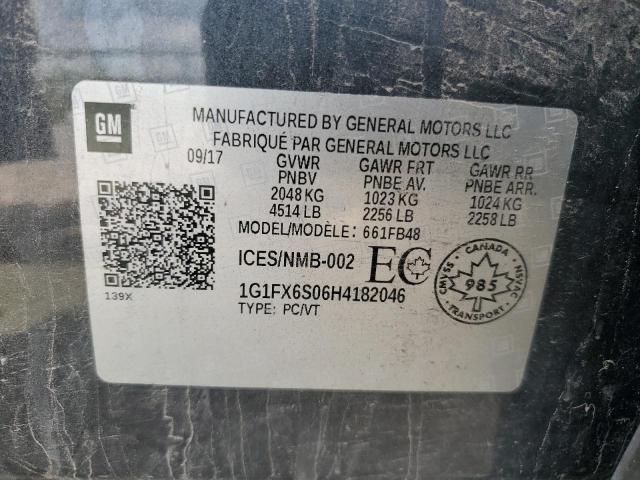 GM
MANUFACTURED BY GENERAL MOTORS LLC
FABRIQUÉ PAR GENERAL MOTORS LLC
09/17 GVWR GAWR FRT GAWR RR
PNBV PNBE AV. PNBE ARR.
2048 KG 1023 KG 1024 KG
4514 LB 2256 LB 2258 LB
MODEL/MODÈLE: 661FB48
ICES/NMB-002 EC
1G1FX6S06H4182046
TYPE: PC/VT
139X
CANADA
CMVSS 985 NSVAC
TRANSPORT